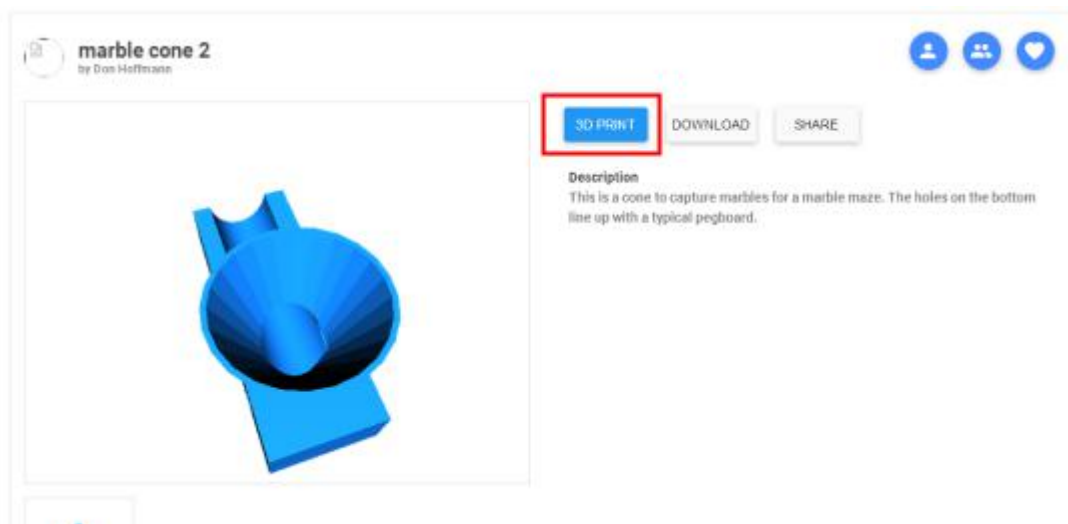 marble cone 2
by Don Hoffmann
3D PRINT
DOWNLOAD
SHARE
Description
This is a cone to capture marbles for a marble maze. The holes on the bottom
line up with a typical pegboard.